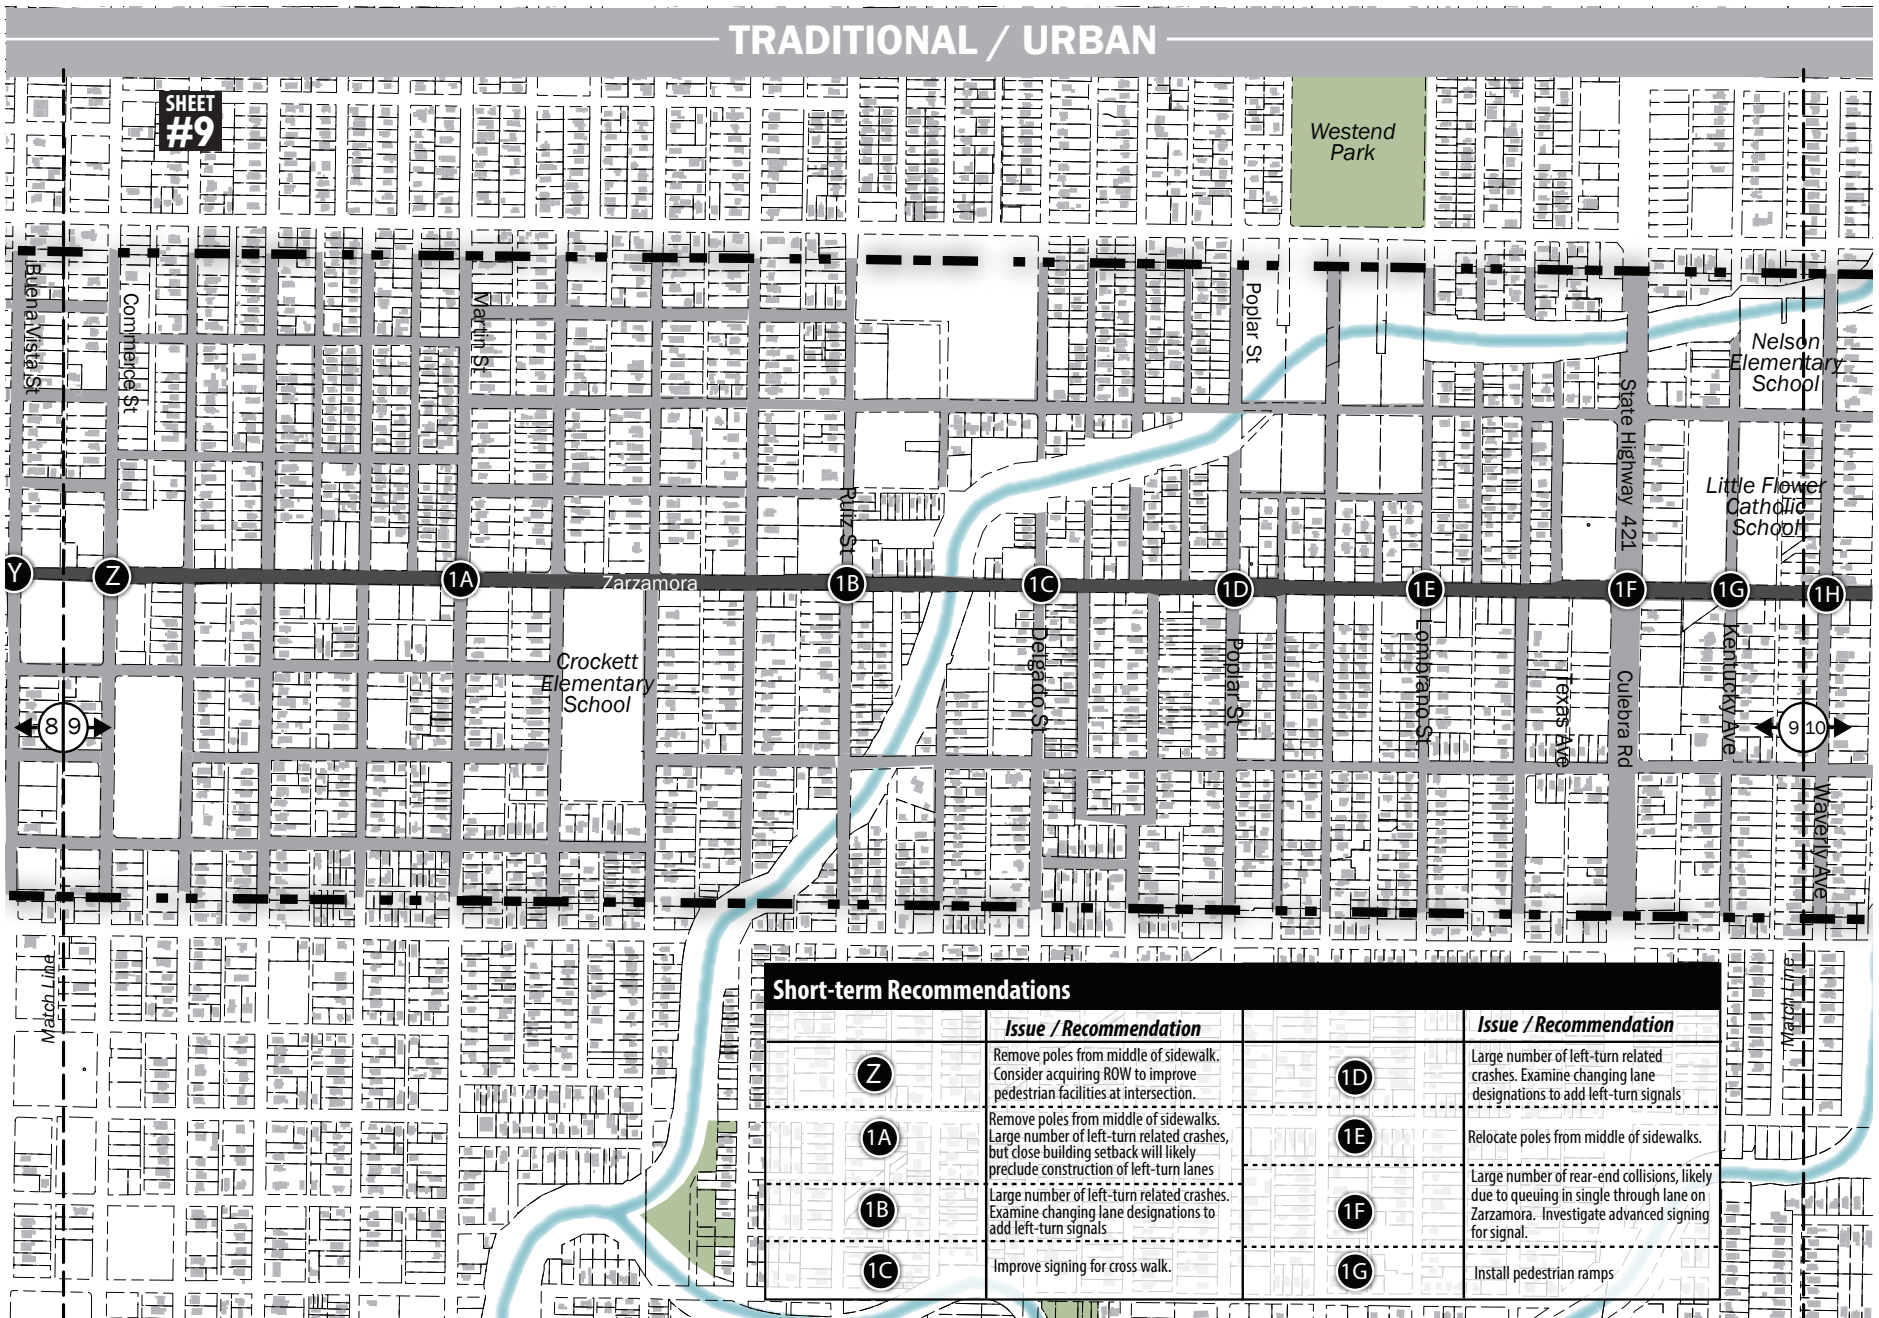 TRADITIONAL / URBAN
SHEET
#9
Westend
Park
Buena Vista St
Commerce St
Martin St
Poplar St
Nelson
Elementary
School
State Highway 421
Little Flower
Catholic
School
Ruiz St
Y
Z
1A
Zarzamora
1B
1C
1D
1E
1F
1G
1H
Crockett
Elementary
School
Delgado St
Poplar St
Lombrano St
Texas Ave
Culebra Rd
Kentucky Ave
Waverly Ave
8 9
9 10
Match Line
Match Line
Short-term Recommendations
Issue / Recommendation
Z
Remove poles from middle of sidewalk.
Consider acquiring ROW to improve
pedestrian facilities at intersection.
1A
Remove poles from middle of sidewalks.
Large number of left-turn related crashes,
but close building setback will likely
preclude construction of left-turn lanes
1B
Large number of left-turn related crashes.
Examine changing lane designations to
add left-turn signals
1C
Improve signing for cross walk.
Issue / Recommendation
1D
Large number of left-turn related
crashes. Examine changing lane
designations to add left-turn signals
1E
Relocate poles from middle of sidewalks.
1F
Large number of rear-end collisions, likely
due to queuing in single through lane on
Zarzamora. Investigate advanced signing
for signal.
1G
Install pedestrian ramps